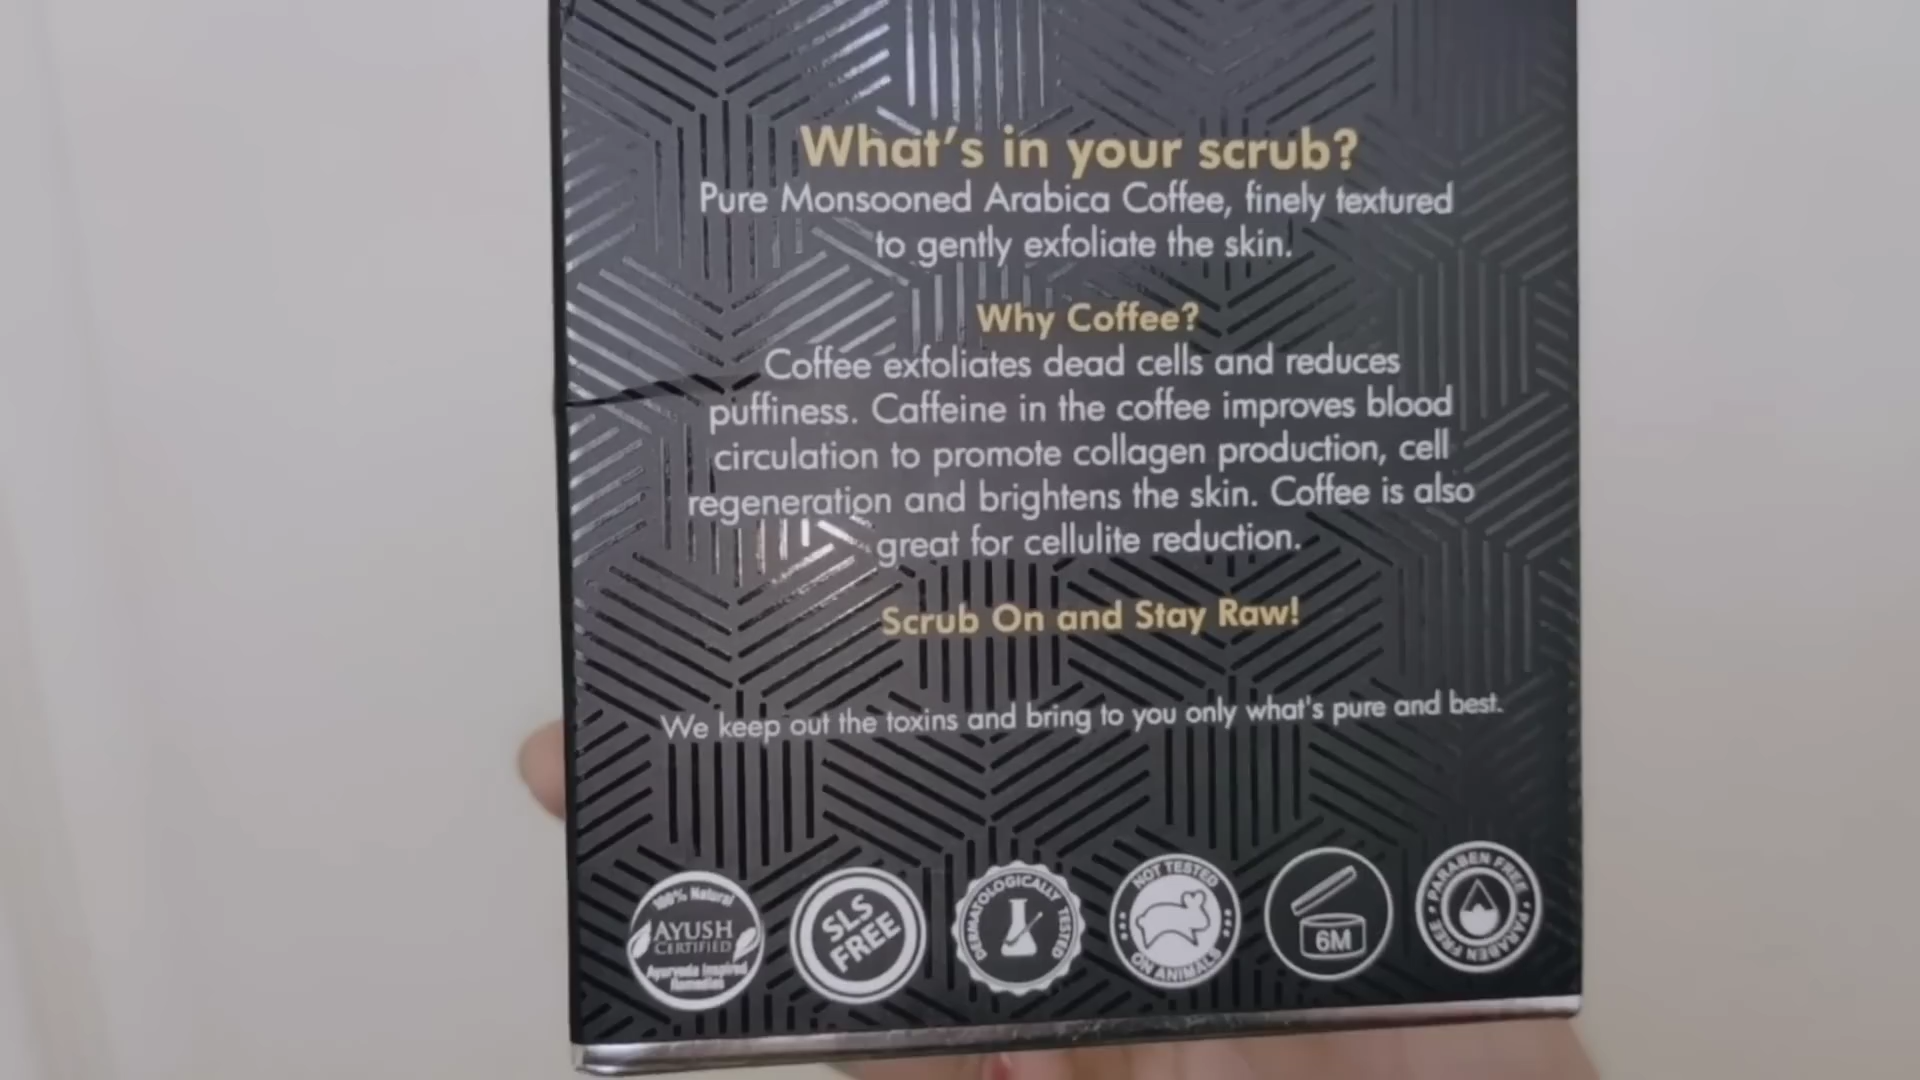 What's in your scrub?
Pure Monsooned Arabica Coffee, finely textured
to gently exfoliate the skin.
Why Coffee?
Coffee exfoliates dead cells and reduces
puffiness. Caffeine in the coffee improves blood
circulation to promote collagen production, cell
regeneration and brightens the skin. Coffee is also
great for cellulite reduction.
Scrub On and Stay Raw!
We keep out the toxins and bring to you only what's pure and best.
100% Natural
AYUSH
CERTIFIED
Ayurveda Inspired
Remedies
SLS
FREE
DERMATOLOGICALLY TESTED
NOT TESTED
ON ANIMALS
6M
PARABEN FREE • PARABEN FREE •